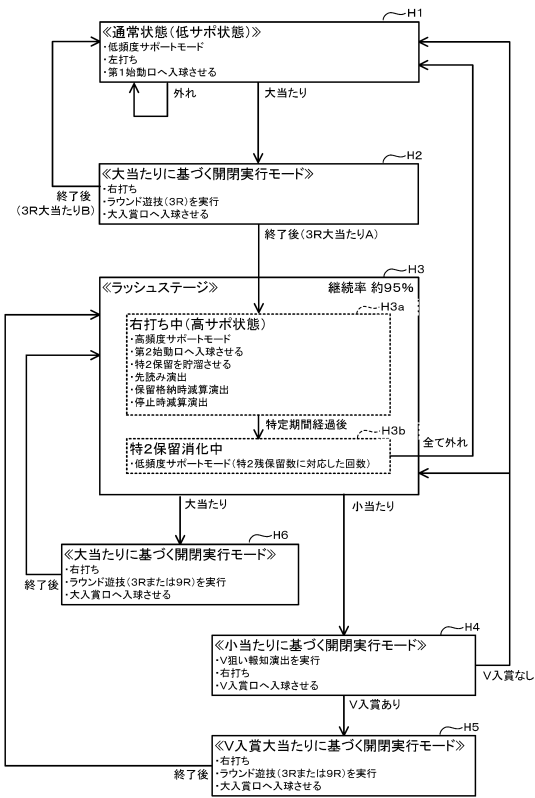 H1
≪通常状態(低サポ状態)≫
・低頻度サポートモード
・左打ち
・第1始動口へ入球させる
外れ
大当たり
H2
≪大当たりに基づく開閉実行モード≫
・右打ち
・ラウンド遊技(3R)を実行
・大入賞口へ入球させる
終了後
(3R大当たりB)
終了後(3R大当たりA)
H3
≪ラッシュステージ≫
継続率 約95%
H3a
右打ち中(高サポ状態)
・高頻度サポートモード
・第2始動口へ入球させる
・特2保留を貯溜させる
・先読み演出
・保留格納時減算演出
・停止時減算演出
特定期間経過後
H3b
特2保留消化中
・低頻度サポートモード(特2残保留数に対応した回数)
全て外れ
大当たり
小当たり
H6
≪大当たりに基づく開閉実行モード≫
・右打ち
・ラウンド遊技(3Rまたは9R)を実行
・大入賞口へ入球させる
終了後
H4
≪小当たりに基づく開閉実行モード≫
・V狙い報知演出を実行
・右打ち
・V入賞口へ入球させる
V入賞なし
V入賞あり
H5
≪V入賞大当たりに基づく開閉実行モード≫
・右打ち
・ラウンド遊技(3Rまたは9R)を実行
・大入賞口へ入球させる
終了後